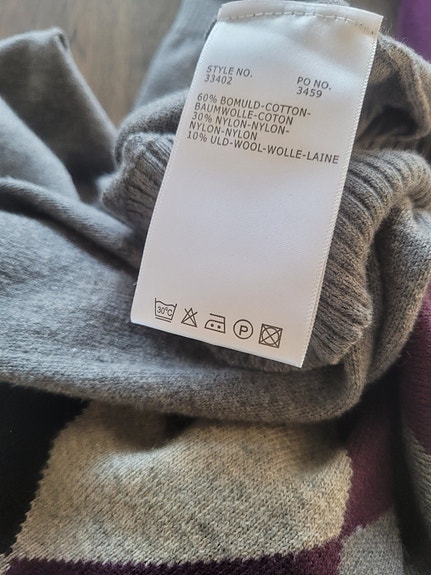 STYLE NO. PO NO.
33402 3459
60% BOMULD-COTTON-
BAUMWOLLE-COTON
30% NYLON-NYLON-
NYLON-NYLON
10% ULD-WOOL-WOLLE-LAINE
30°C P